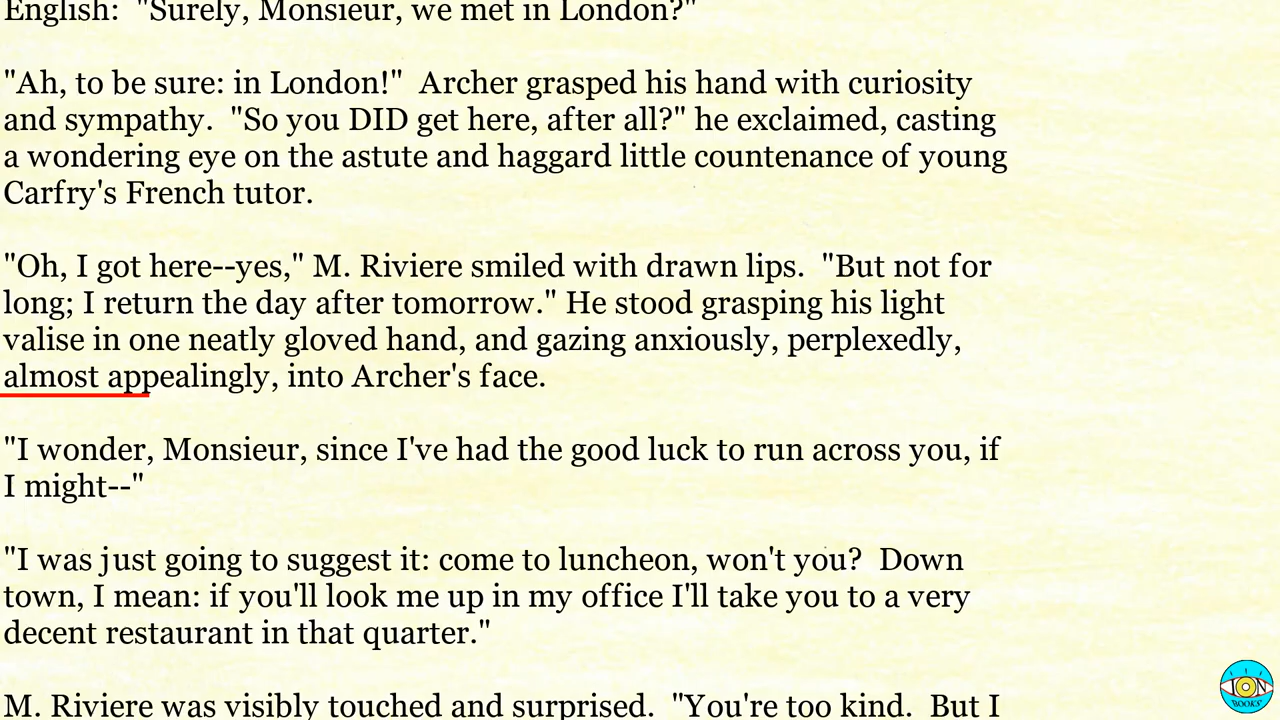 English:  "Surely, Monsieur, we met in London?"
"Ah, to be sure: in London!"  Archer grasped his hand with curiosity
and sympathy.  "So you DID get here, after all?" he exclaimed, casting
a wondering eye on the astute and haggard little countenance of young
Carfry's French tutor.
"Oh, I got here--yes," M. Riviere smiled with drawn lips.  "But not for
long; I return the day after tomorrow." He stood grasping his light
valise in one neatly gloved hand, and gazing anxiously, perplexedly,
almost appealingly, into Archer's face.
"I wonder, Monsieur, since I've had the good luck to run across you, if
I might--"
"I was just going to suggest it: come to luncheon, won't you?  Down
town, I mean: if you'll look me up in my office I'll take you to a very
decent restaurant in that quarter."
M. Riviere was visibly touched and surprised.  "You're too kind.  But I
ION
BOOKS